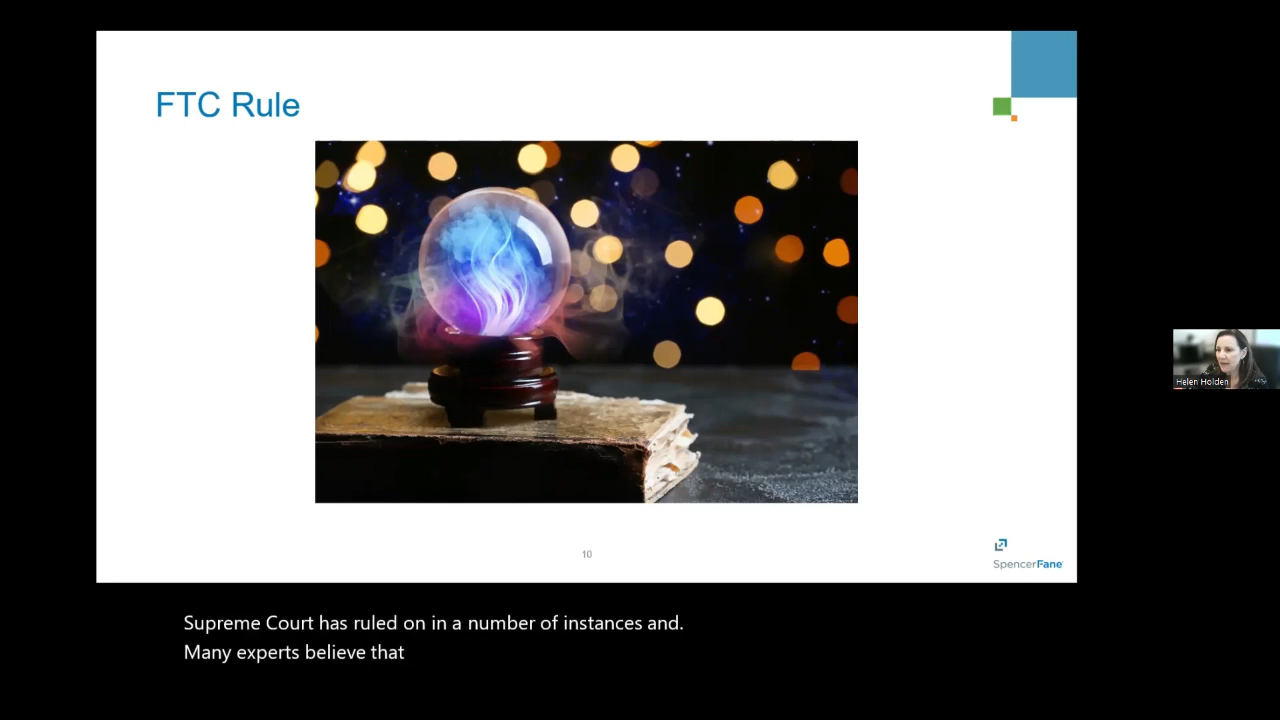 FTC Rule
Helen Holden
10
SpencerFane
Supreme Court has ruled on in a number of instances and.
Many experts believe that